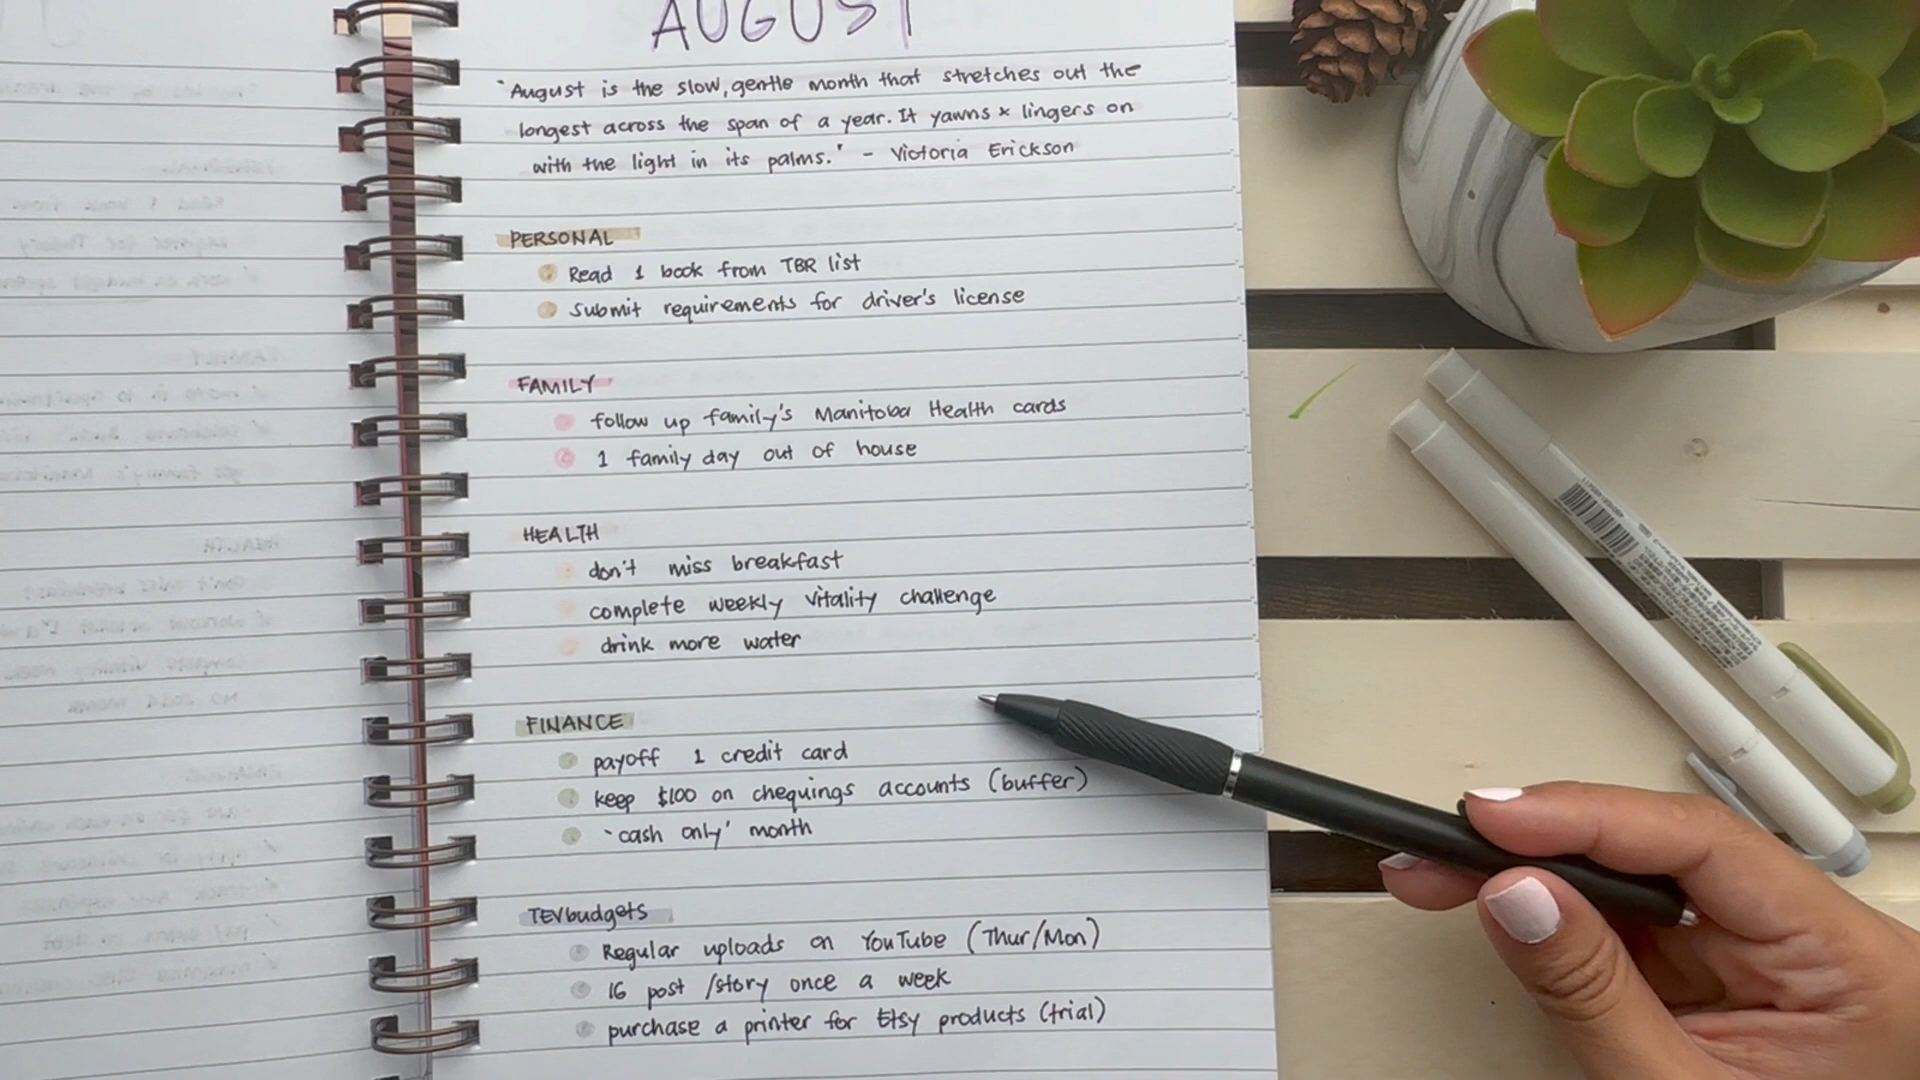 AUGUST
"August is the slow, gentle month that stretches out the
longest across the span of a year. It yawns & lingers on
with the light in its palms." - Victoria Erickson
PERSONAL
Read 1 book from TBR list
Submit requirements for driver's license
FAMILY
follow up family's Manitoba Health cards
1 family day out of house
HEALTH
don't miss breakfast
complete weekly vitality challenge
drink more water
FINANCE
payoff 1 credit card
keep $100 on chequings accounts (buffer)
'cash only' month
TEVbudgets
Regular uploads on YouTube (Thur/Mon)
IG post /story once a week
purchase a printer for Etsy products (trial)